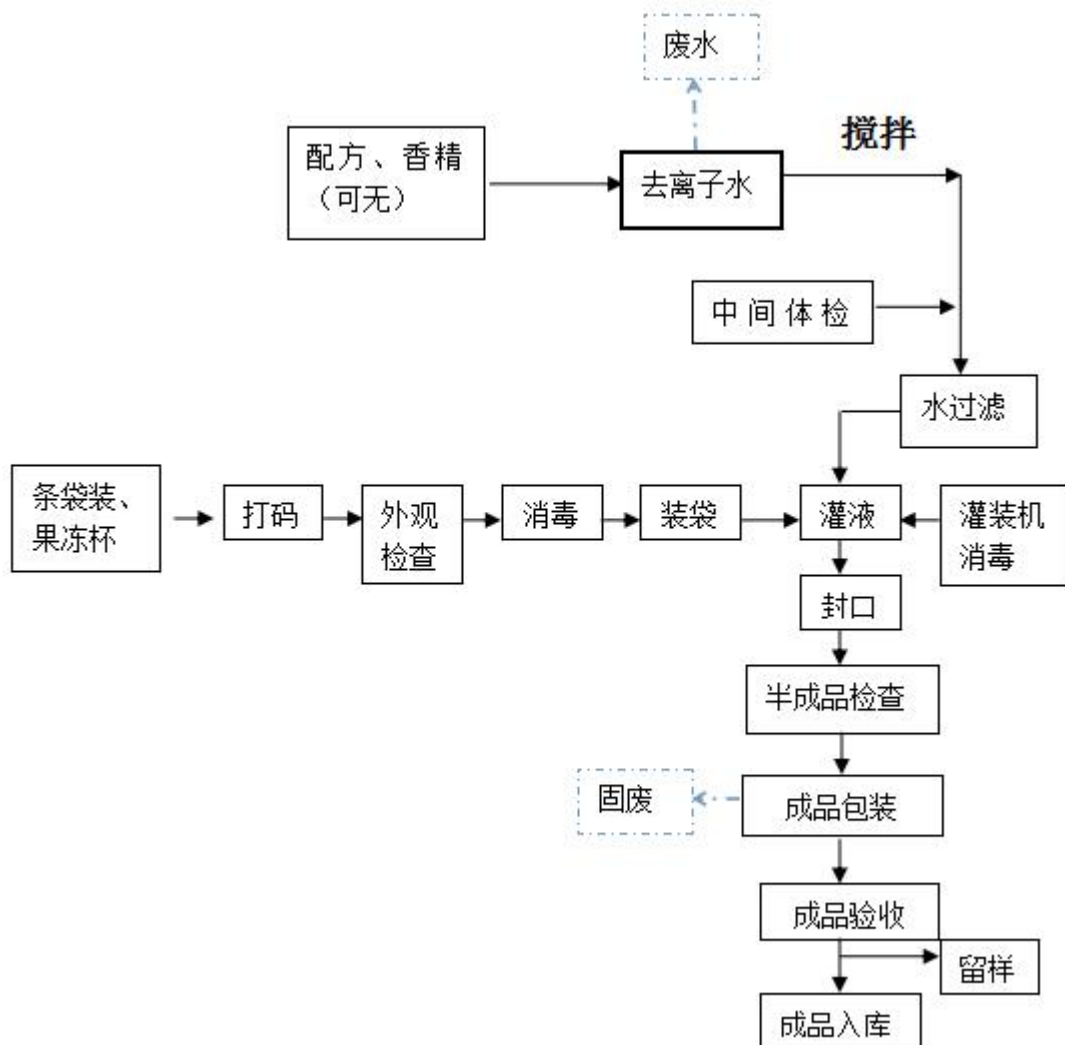 废水
搅拌
配方、香精
（可无）
去离子水
中间体检
水过滤
条袋装、
果冻杯
打码
外观
检查
消毒
装袋
灌液
灌装机
消毒
封口
半成品检查
固废
成品包装
成品验收
留样
成品入库